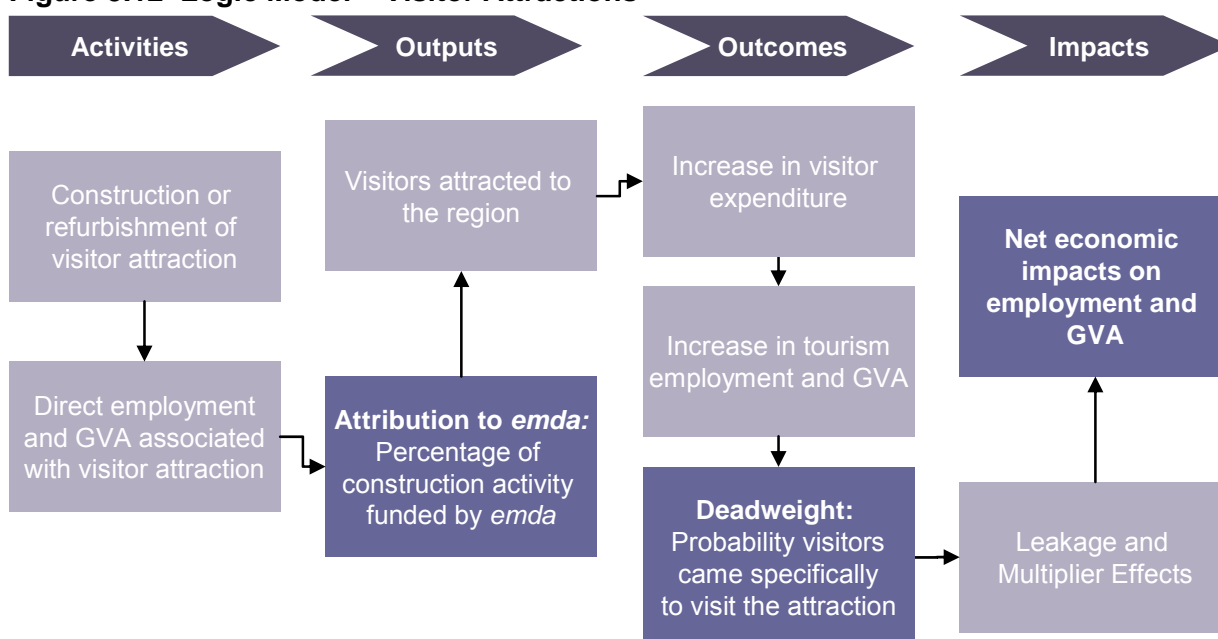 Figure 3.12 Logic Model – Visitor Attractions
Activities
Outputs
Outcomes
Impacts
Construction or
refurbishment of
visitor attraction
Direct employment
and GVA associated
with visitor attraction
Visitors attracted to
the region
Attribution to emda:
Percentage of
construction activity
funded by emda
Increase in visitor
expenditure
Increase in tourism
employment and GVA
Deadweight:
Probability visitors
came specifically
to visit the attraction
Net economic
impacts on
employment and
GVA
Leakage and
Multiplier Effects